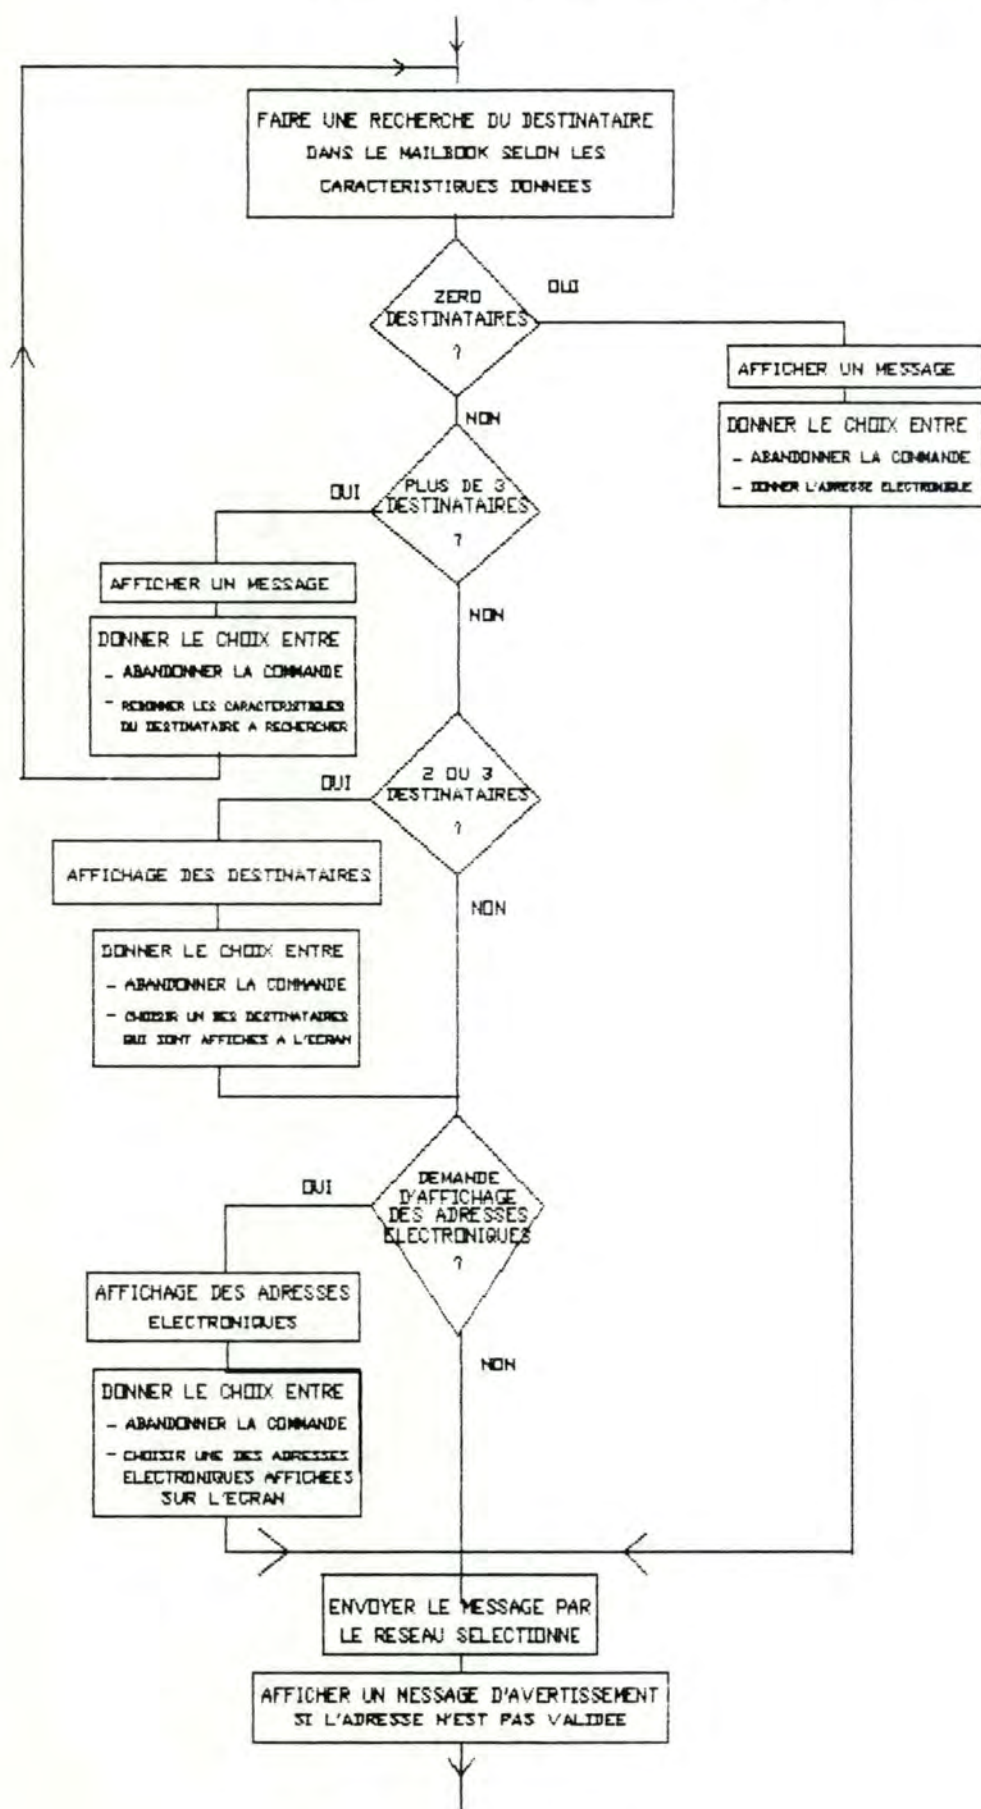 FAIRE UNE RECHERCHE DU DESTINATAIRE
DANS LE MAILBOOK SELON LES
CARACTERISTIQUES DONNEES
ZERO
DESTINATAIRES
?
OUI
AFFICHER UN MESSAGE
DONNER LE CHOIX ENTRE
- ABANDONNER LA COMMANDE
- DONNER L'ADRESSE ELECTRONIQUE
NON
PLUS DE 3
DESTINATAIRES
?
OUI
AFFICHER UN MESSAGE
DONNER LE CHOIX ENTRE
- ABANDONNER LA COMMANDE
- REDONNER LES CARACTERISTIQUES
DU DESTINATAIRE A RECHERCHER
NON
2 OU 3
DESTINATAIRES
?
OUI
AFFICHAGE DES DESTINATAIRES
DONNER LE CHOIX ENTRE
- ABANDONNER LA COMMANDE
- CHOISIR UN DES DESTINATAIRES
QUI SONT AFFICHES A L'ECRAN
NON
DEMANDE
D'AFFICHAGE
DES ADRESSES
ELECTRONIQUES
?
OUI
AFFICHAGE DES ADRESSES
ELECTRONIQUES
DONNER LE CHOIX ENTRE
- ABANDONNER LA COMMANDE
- CHOISIR UNE DES ADRESSES
ELECTRONIQUES AFFICHEES
SUR L'ECRAN
NON
ENVOYER LE MESSAGE PAR
LE RESEAU SELECTIONNE
AFFICHER UN MESSAGE D'AVERTISSEMENT
SI L'ADRESSE N'EST PAS VALIDEE